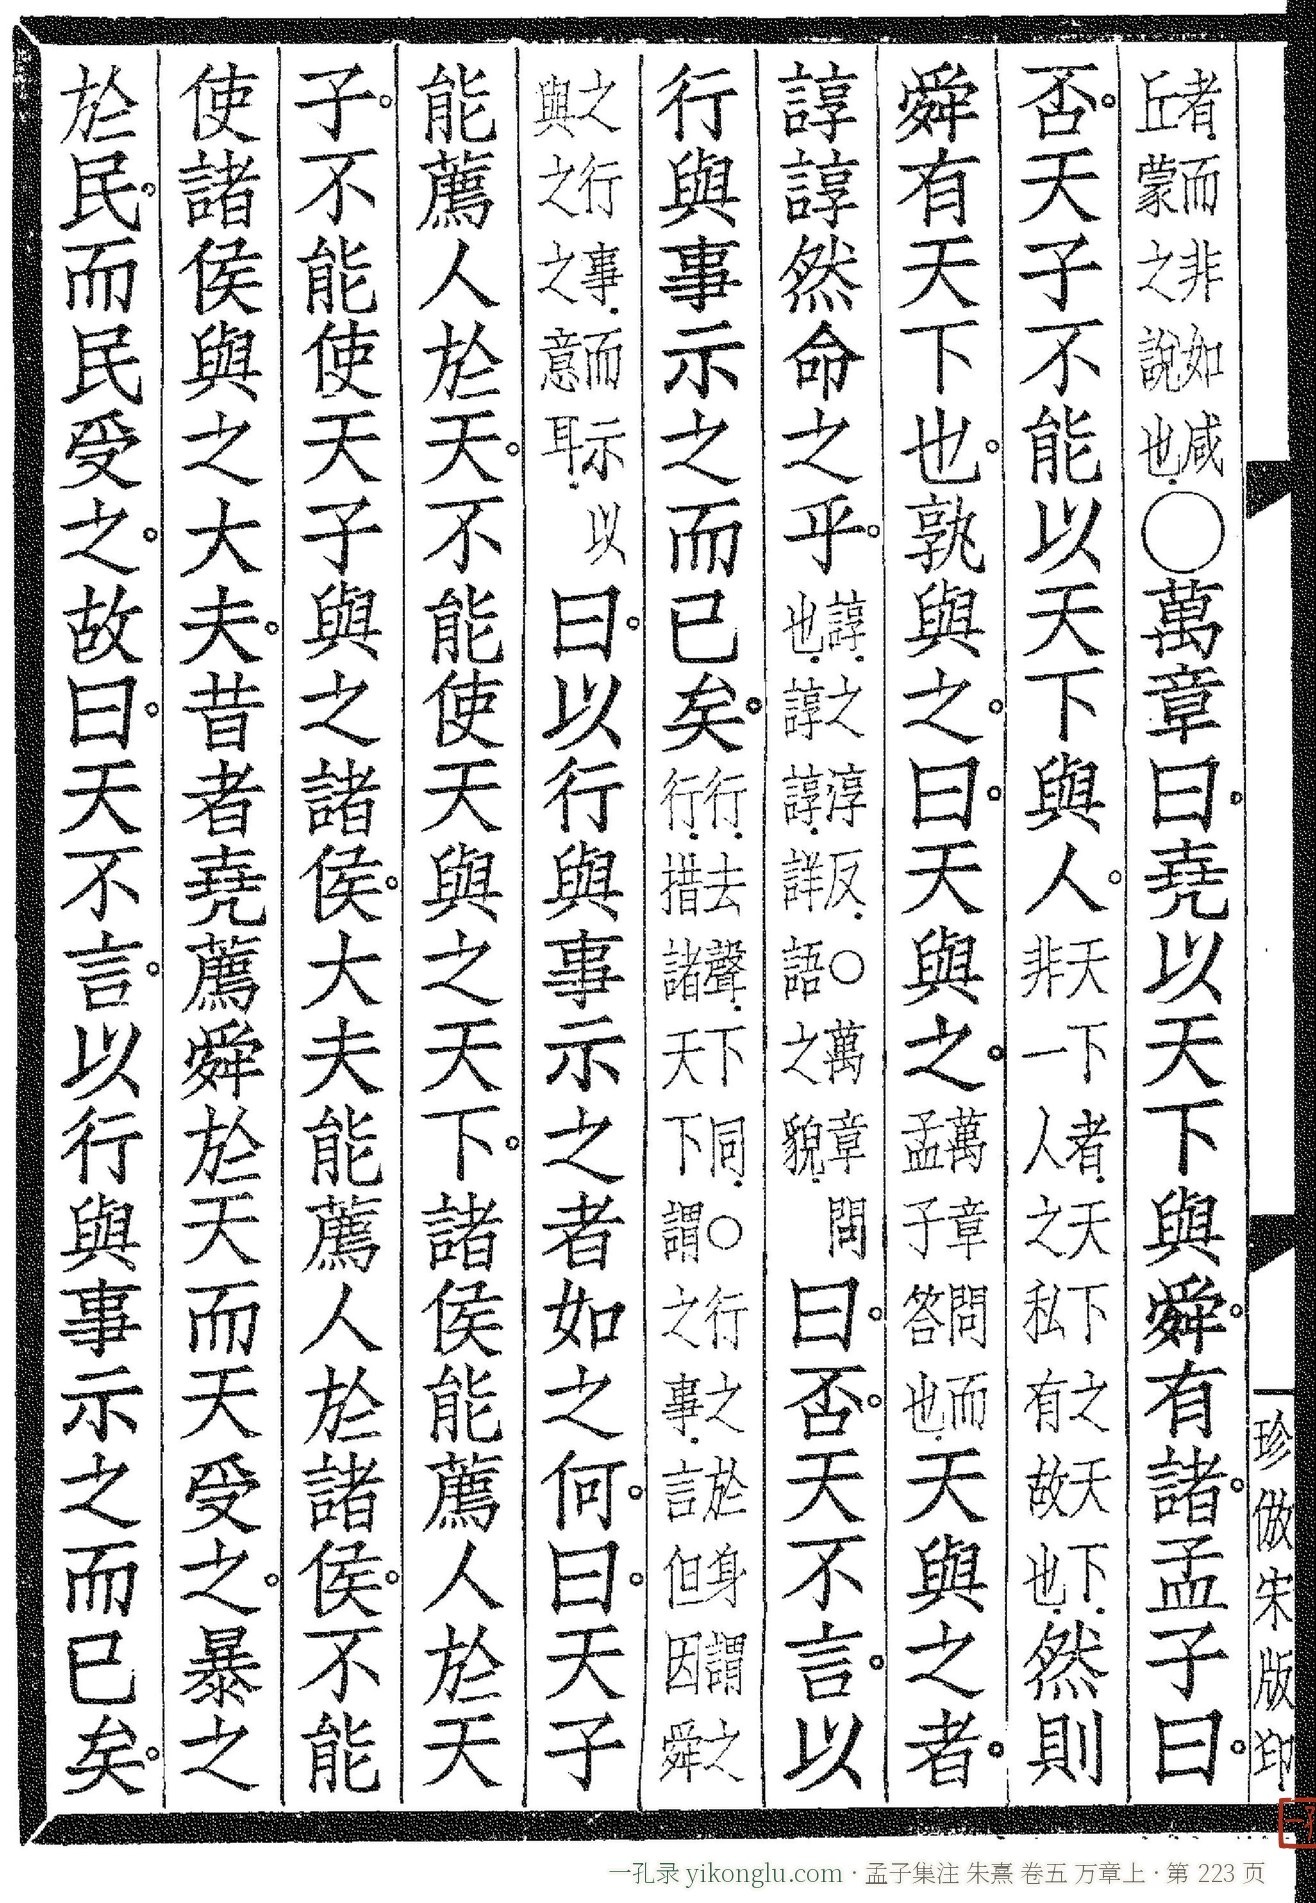 珍倣宋版印
者。而非如咸丘蒙之說也。○萬章曰。堯以天下與舜。有諸。孟子曰。
否。天子不能以天下與人。天下者。天下之天下。非一人之私有故也。然則
舜有天下也。孰與之。曰。天與之。萬章問而孟子答也。天與之者。
諄諄然命之乎。諄。之淳反。○萬章問也。諄諄。詳語之貌。曰。否。天不言。以
行與事示之而已矣。行。去聲。下同。○行之於身謂之行。措諸天下謂之事。言但因舜
之行事。而示以與之之意耳。曰。以行與事示之者如之何。曰。天子
能薦人於天。不能使天與之天下。諸侯能薦人於天
子。不能使天子與之諸侯。大夫能薦人於諸侯。不能
使諸侯與之大夫。昔者堯薦舜於天而天受之。暴之
於民。而民受之。故曰。天不言。以行與事示之而已矣。
一孔录 yikonglu.com · 孟子集注 朱熹 卷五 万章上 · 第 223 页